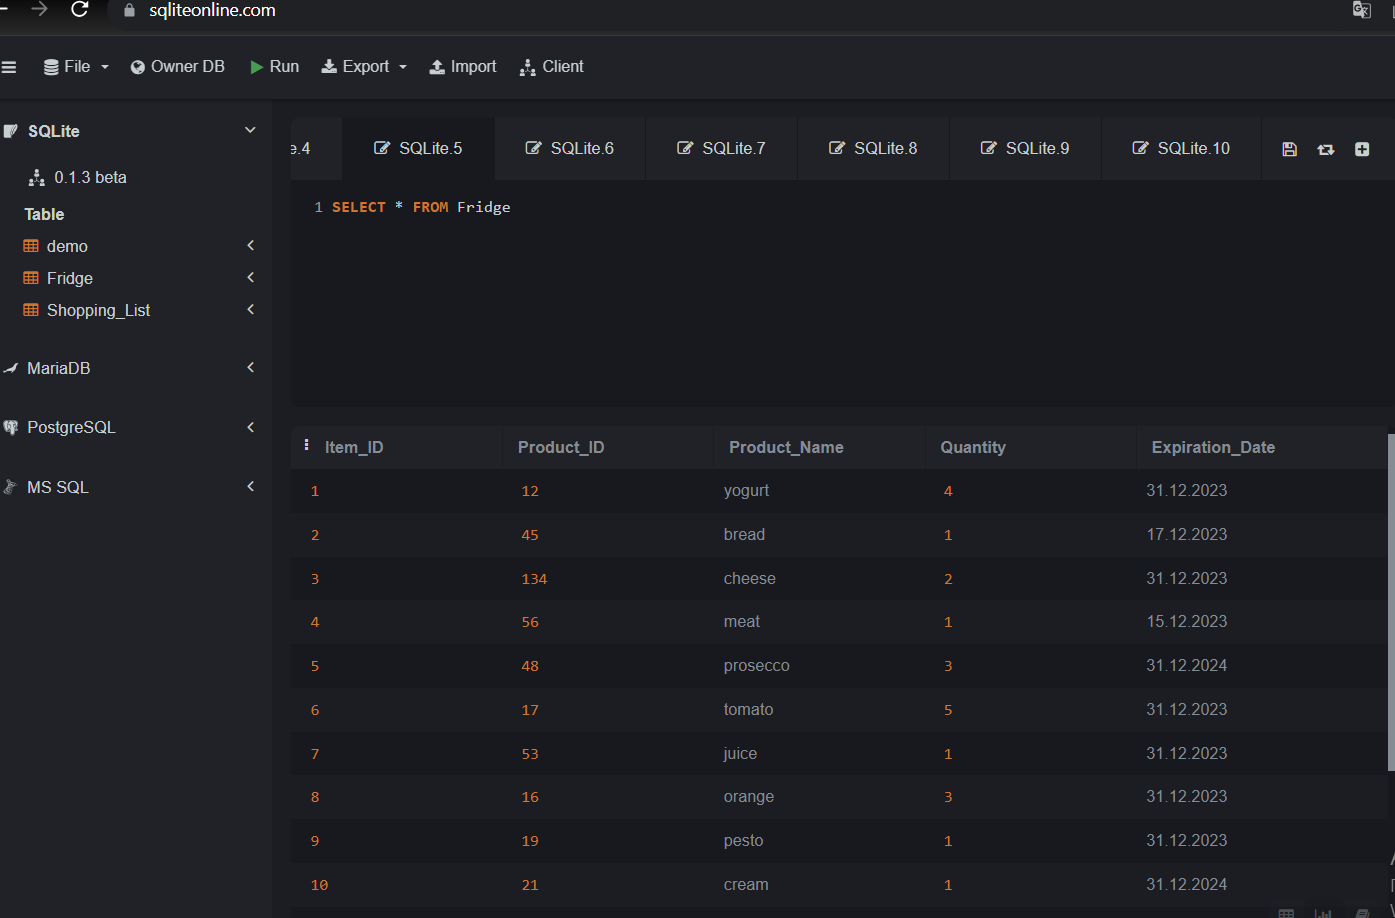 sqliteonline.com
File Owner DB Run Export Import Client
SQLite
0.1.3 beta
Table
demo
Fridge
Shopping_List
MariaDB
PostgreSQL
MS SQL
e.4 SQLite.5 SQLite.6 SQLite.7 SQLite.8 SQLite.9 SQLite.10
1 SELECT * FROM Fridge
Item_ID Product_ID Product_Name Quantity Expiration_Date
1 12 yogurt 4 31.12.2023
2 45 bread 1 17.12.2023
3 134 cheese 2 31.12.2023
4 56 meat 1 15.12.2023
5 48 prosecco 3 31.12.2024
6 17 tomato 5 31.12.2023
7 53 juice 1 31.12.2023
8 16 orange 3 31.12.2023
9 19 pesto 1 31.12.2023
10 21 cream 1 31.12.2024